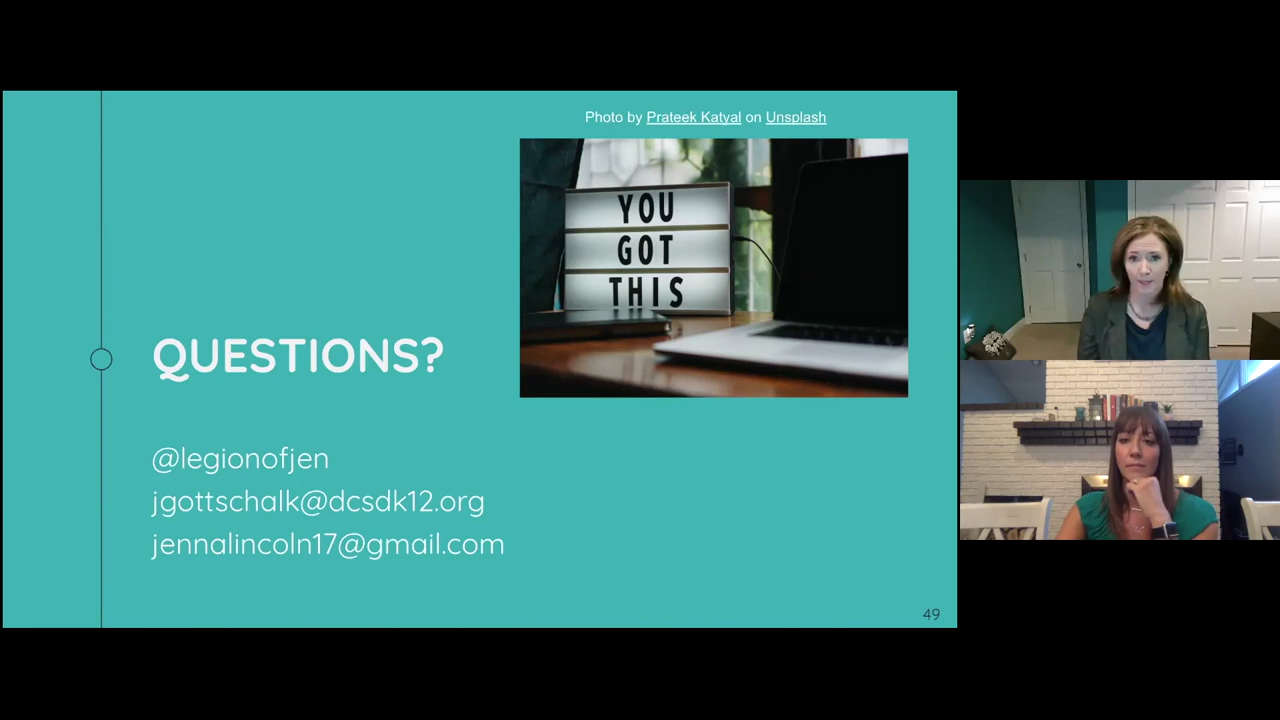 Photo by Prateek Katyal on Unsplash
YOU
GOT
THIS
QUESTIONS?
@legionofjen
jgottschalk@dcsdk12.org
jennalincoln17@gmail.com
49